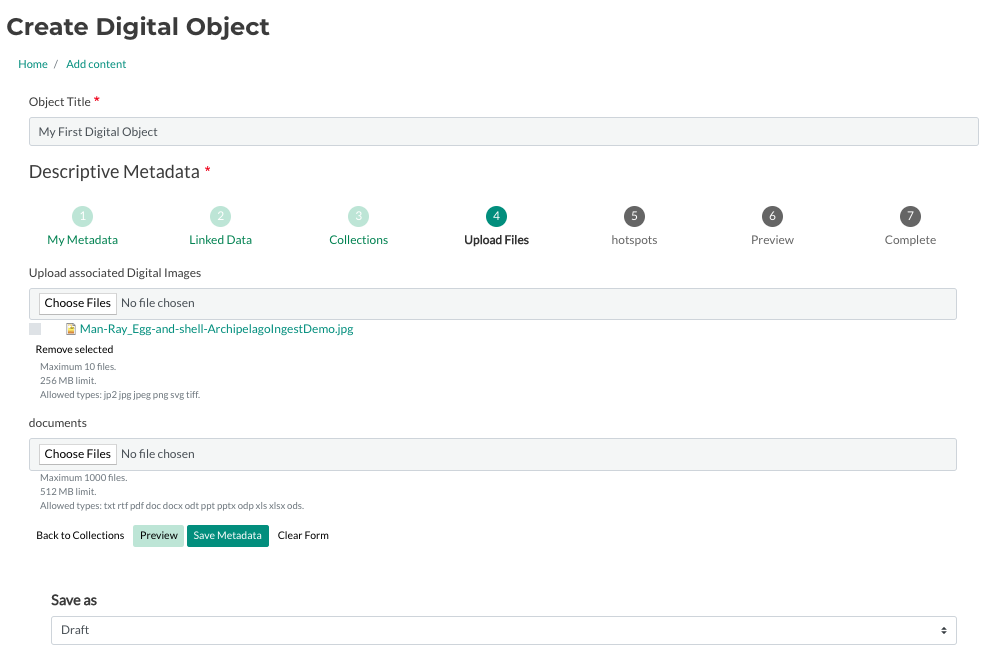 Create Digital Object
Home / Add content
Object Title *
My First Digital Object
Descriptive Metadata *
1 2 3 4 5 6 7
My Metadata Linked Data Collections Upload Files hotspots Preview Complete
Upload associated Digital Images
Choose Files No file chosen
Man-Ray_Egg-and-shell-ArchipelagoIngestDemo.jpg
Remove selected
Maximum 10 files.
256 MB limit.
Allowed types: jp2 jpg jpeg png svg tiff.
documents
Choose Files No file chosen
Maximum 1000 files.
512 MB limit.
Allowed types: txt rtf pdf doc docx odt ppt pptx odp xls xlsx ods.
Back to Collections Preview Save Metadata Clear Form
Save as
Draft